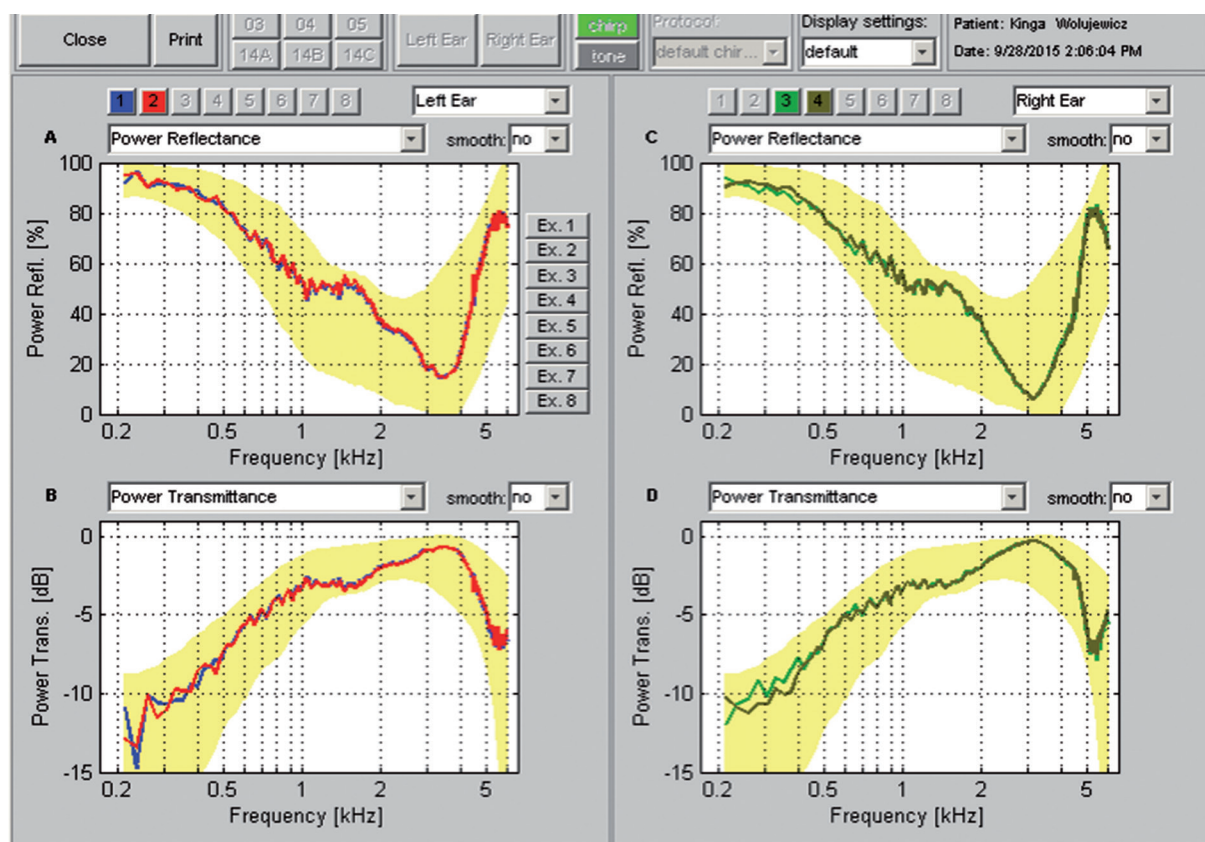 Close Print 03 04 05 Left Ear Right Ear chirp Protocol: Display settings: Patient: Kinga Wolujewicz
14A 14B 14C tone default chir... default Date: 9/28/2015 2:06:04 PM
1 2 3 4 5 6 7 8 Left Ear
A Power Reflectance smooth: no
Power Refl. [%]
100
80
60
40
20
0
0.2 0.5 1 2 5
Frequency [kHz]
Ex. 1
Ex. 2
Ex. 3
Ex. 4
Ex. 5
Ex. 6
Ex. 7
Ex. 8
B Power Transmittance smooth: no
Power Trans. [dB]
0
-5
-10
-15
0.2 0.5 1 2 5
Frequency [kHz]
1 2 3 4 5 6 7 8 Right Ear
C Power Reflectance smooth: no
Power Refl. [%]
100
80
60
40
20
0
0.2 0.5 1 2 5
Frequency [kHz]
D Power Transmittance smooth: no
Power Trans. [dB]
0
-5
-10
-15
0.2 0.5 1 2 5
Frequency [kHz]